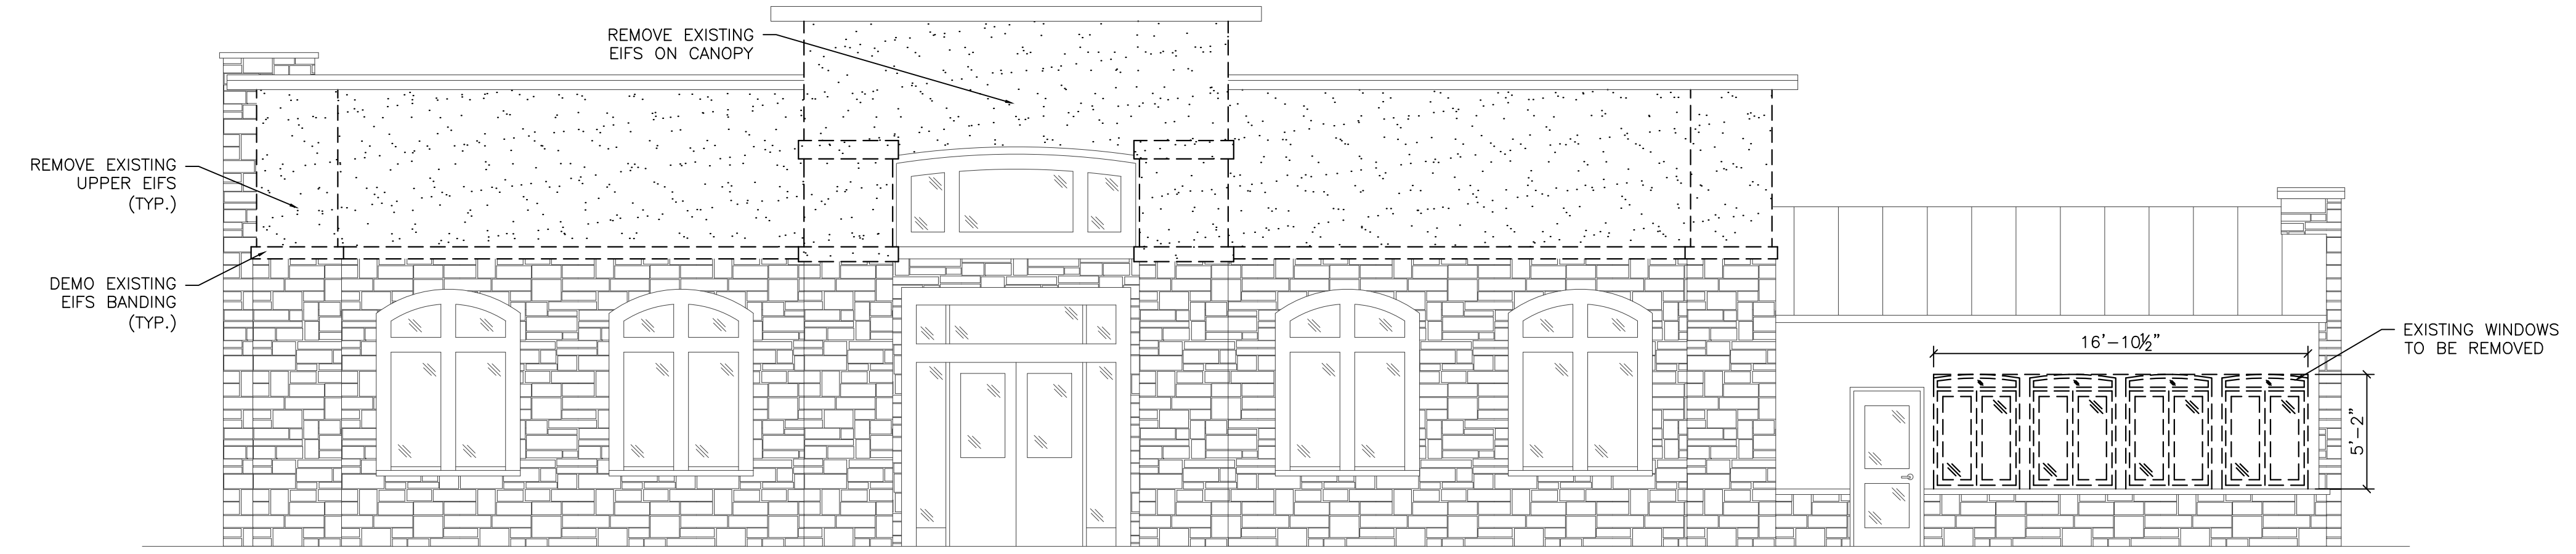 REMOVE EXISTING
EIFS ON CANOPY
REMOVE EXISTING
UPPER EIFS
(TYP.)
DEMO EXISTING
EIFS BANDING
(TYP.)
EXISTING WINDOWS
TO BE REMOVED
16'-10½"
5'-2"